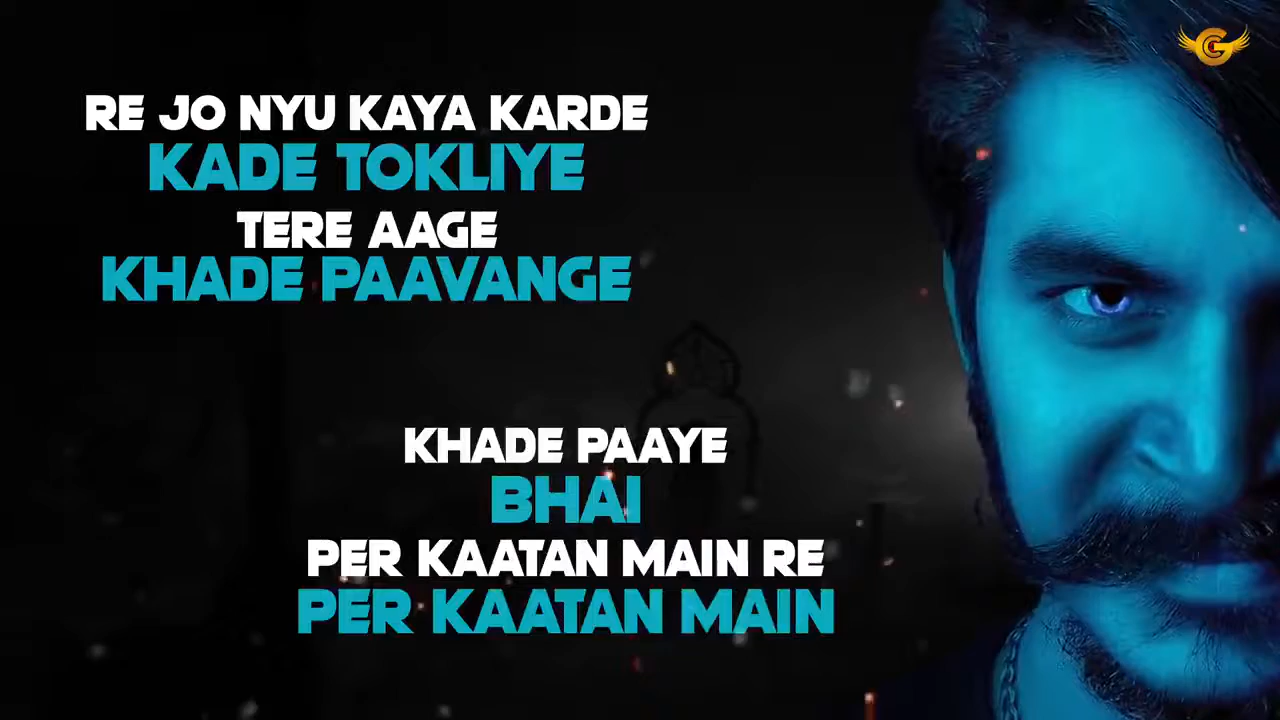 RE JO NYU KAYA KARDE
KADE TOKLIYE
TERE AAGE
KHADE PAAVANGE
KHADE PAAYE
BHAI
PER KAATAN MAIN RE
PER KAATAN MAIN